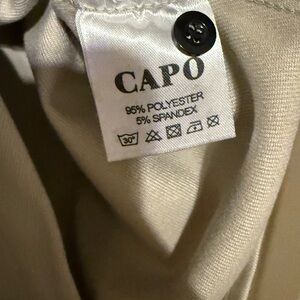 CAPO
95% POLYESTER
5% SPANDEX
30°